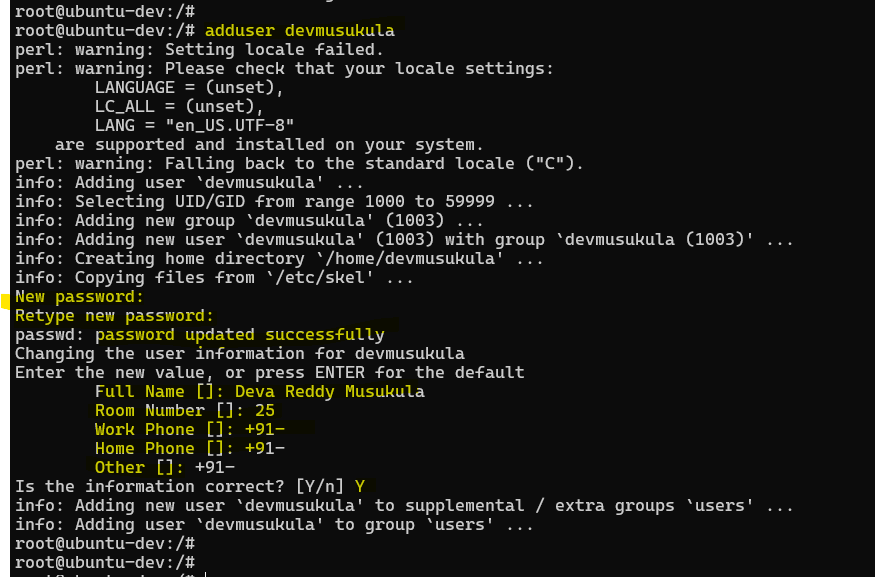 root@ubuntu-dev:/#
root@ubuntu-dev:/# adduser devmusukula
perl: warning: Setting locale failed.
perl: warning: Please check that your locale settings:
        LANGUAGE = (unset),
        LC_ALL = (unset),
        LANG = "en_US.UTF-8"
    are supported and installed on your system.
perl: warning: Falling back to the standard locale ("C").
info: Adding user `devmusukula' ...
info: Selecting UID/GID from range 1000 to 59999 ...
info: Adding new group `devmusukula' (1003) ...
info: Adding new user `devmusukula' (1003) with group `devmusukula (1003)' ...
info: Creating home directory `/home/devmusukula' ...
info: Copying files from `/etc/skel' ...
New password:
Retype new password:
passwd: password updated successfully
Changing the user information for devmusukula
Enter the new value, or press ENTER for the default
        Full Name []: Deva Reddy Musukula
        Room Number []: 25
        Work Phone []: +91-
        Home Phone []: +91-
        Other []: +91-
Is the information correct? [Y/n] Y
info: Adding new user `devmusukula' to supplemental / extra groups `users' ...
info: Adding user `devmusukula' to group `users' ...
root@ubuntu-dev:/#
root@ubuntu-dev:/#